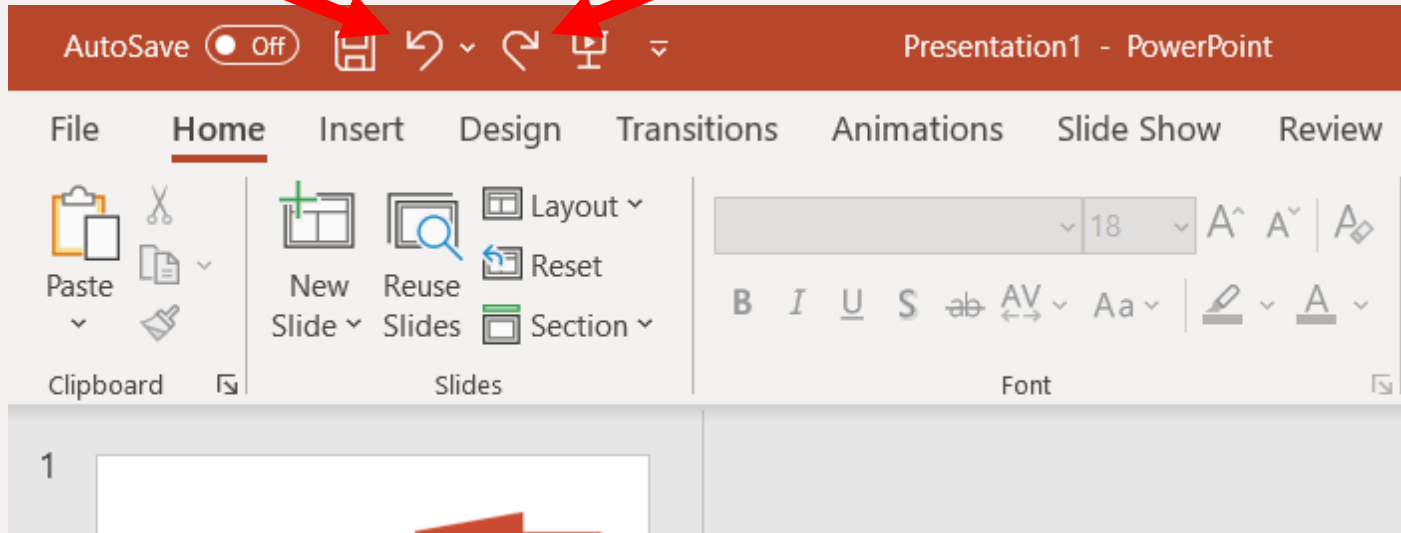 AutoSave Off Presentation1 - PowerPoint
File Home Insert Design Transitions Animations Slide Show Review
Layout
18 A A A
Reset
Paste New Reuse
B I U S ab AV Aa A
Slide Slides Section
Clipboard Slides Font
1